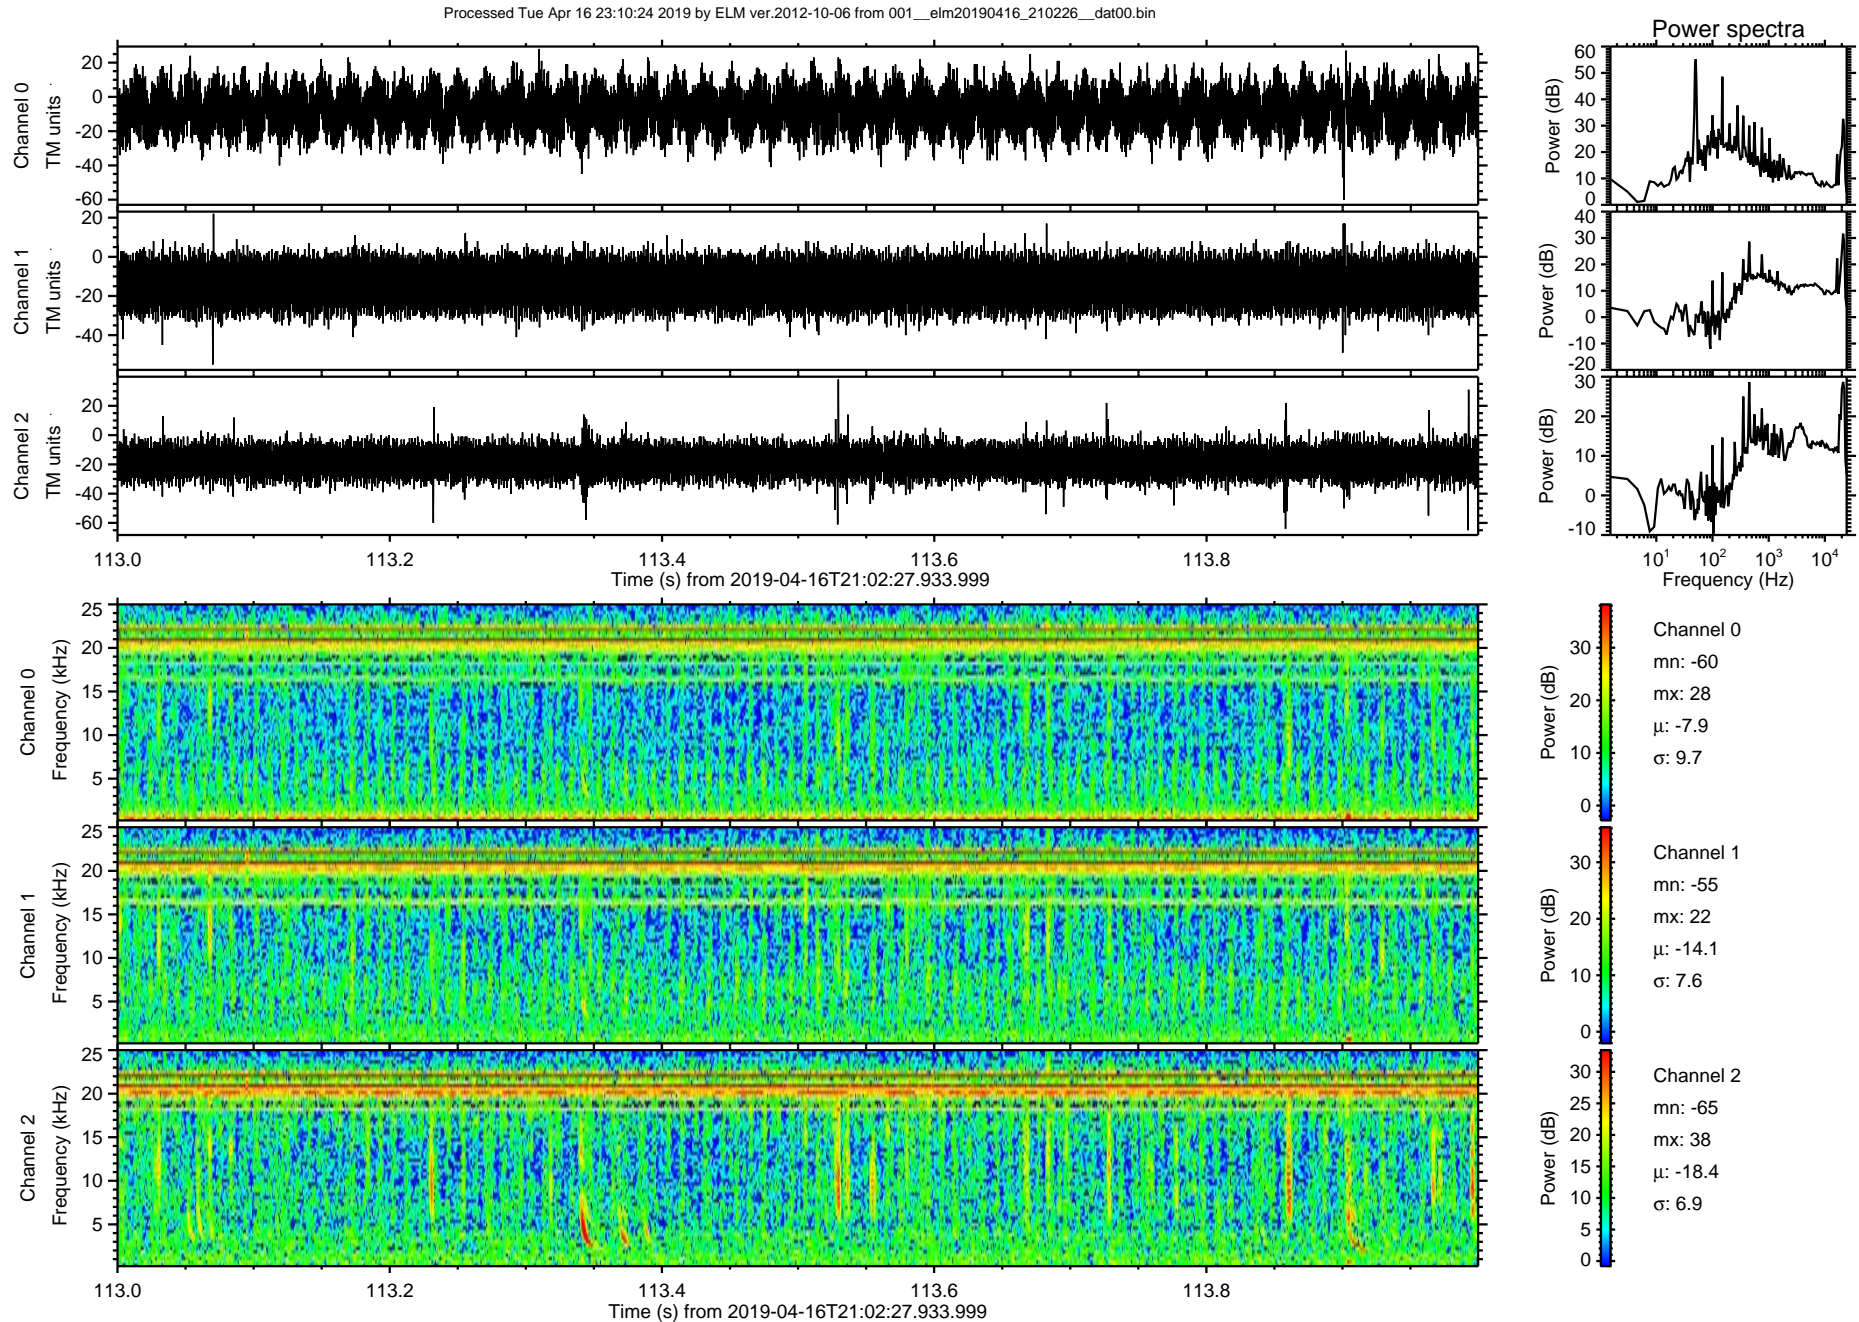 Processed Tue Apr 16 23:10:24 2019 by ELM ver.2012-10-06 from 001__elm20190416_210226__dat00.bin
Power spectra
Channel 0
TM units
20
0
-20
-40
-60
Power (dB)
60
50
40
30
20
10
0
Channel 1
TM units
20
0
-20
-40
Power (dB)
40
30
20
10
0
-10
-20
Channel 2
TM units
20
0
-20
-40
-60
Power (dB)
30
20
10
0
-10
113.0 113.2 113.4 113.6 113.8
Time (s) from 2019-04-16T21:02:27.933.999
10^1 10^2 10^3 10^4
Frequency (Hz)
Channel 0
Frequency (kHz)
25
20
15
10
5
Power (dB)
30
20
10
0
Channel 0
mn: -60
mx: 28
μ: -7.9
σ: 9.7
Channel 1
Frequency (kHz)
25
20
15
10
5
Power (dB)
30
20
10
0
Channel 1
mn: -55
mx: 22
μ: -14.1
σ: 7.6
Channel 2
Frequency (kHz)
25
20
15
10
5
Power (dB)
30
25
20
15
10
5
0
Channel 2
mn: -65
mx: 38
μ: -18.4
σ: 6.9
113.0 113.2 113.4 113.6 113.8
Time (s) from 2019-04-16T21:02:27.933.999